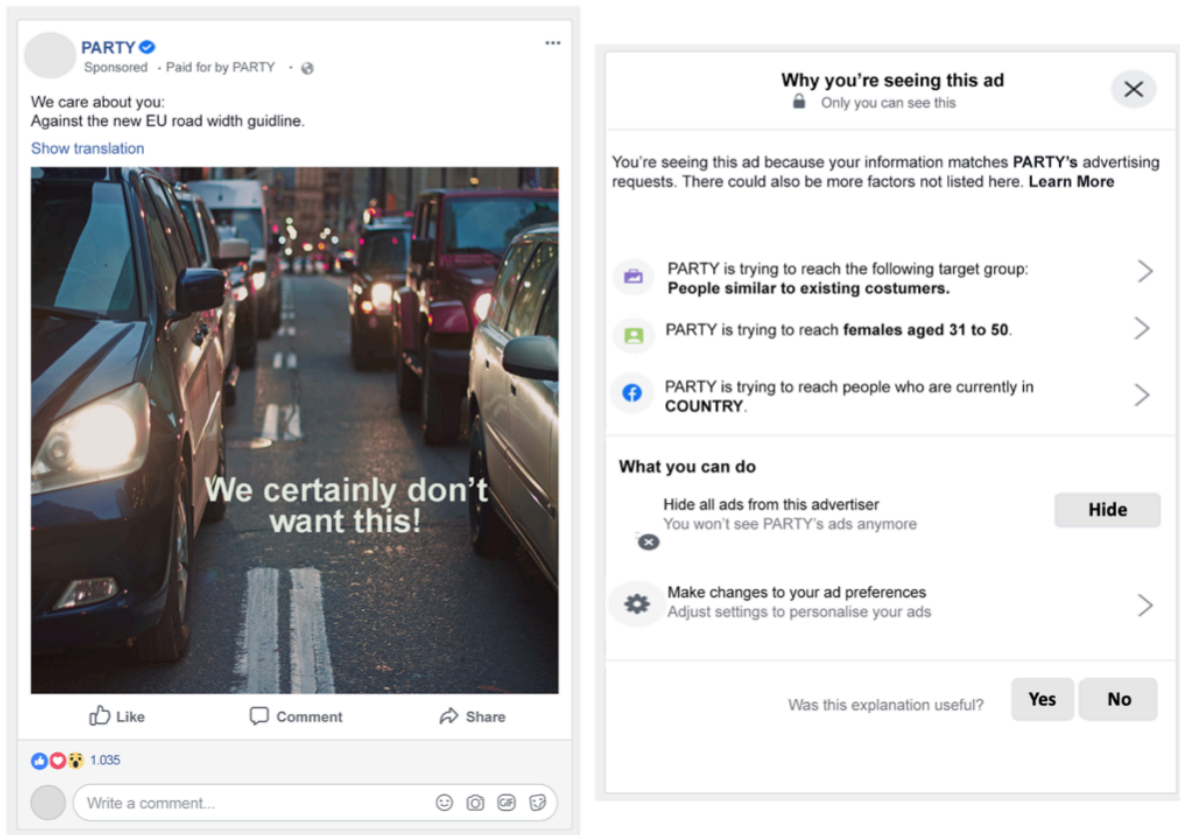 PARTY
Sponsored · Paid for by PARTY ·
We care about you:
Against the new EU road width guidline.
Show translation
We certainly don't
want this!
Like Comment Share
1.035
Write a comment...
GIF
Why you're seeing this ad
Only you can see this
You're seeing this ad because your information matches PARTY's advertising
requests. There could also be more factors not listed here. Learn More
PARTY is trying to reach the following target group:
People similar to existing costumers.
PARTY is trying to reach females aged 31 to 50.
PARTY is trying to reach people who are currently in
COUNTRY.
What you can do
Hide all ads from this advertiser
You won't see PARTY's ads anymore
Hide
Make changes to your ad preferences
Adjust settings to personalise your ads
Was this explanation useful? Yes No